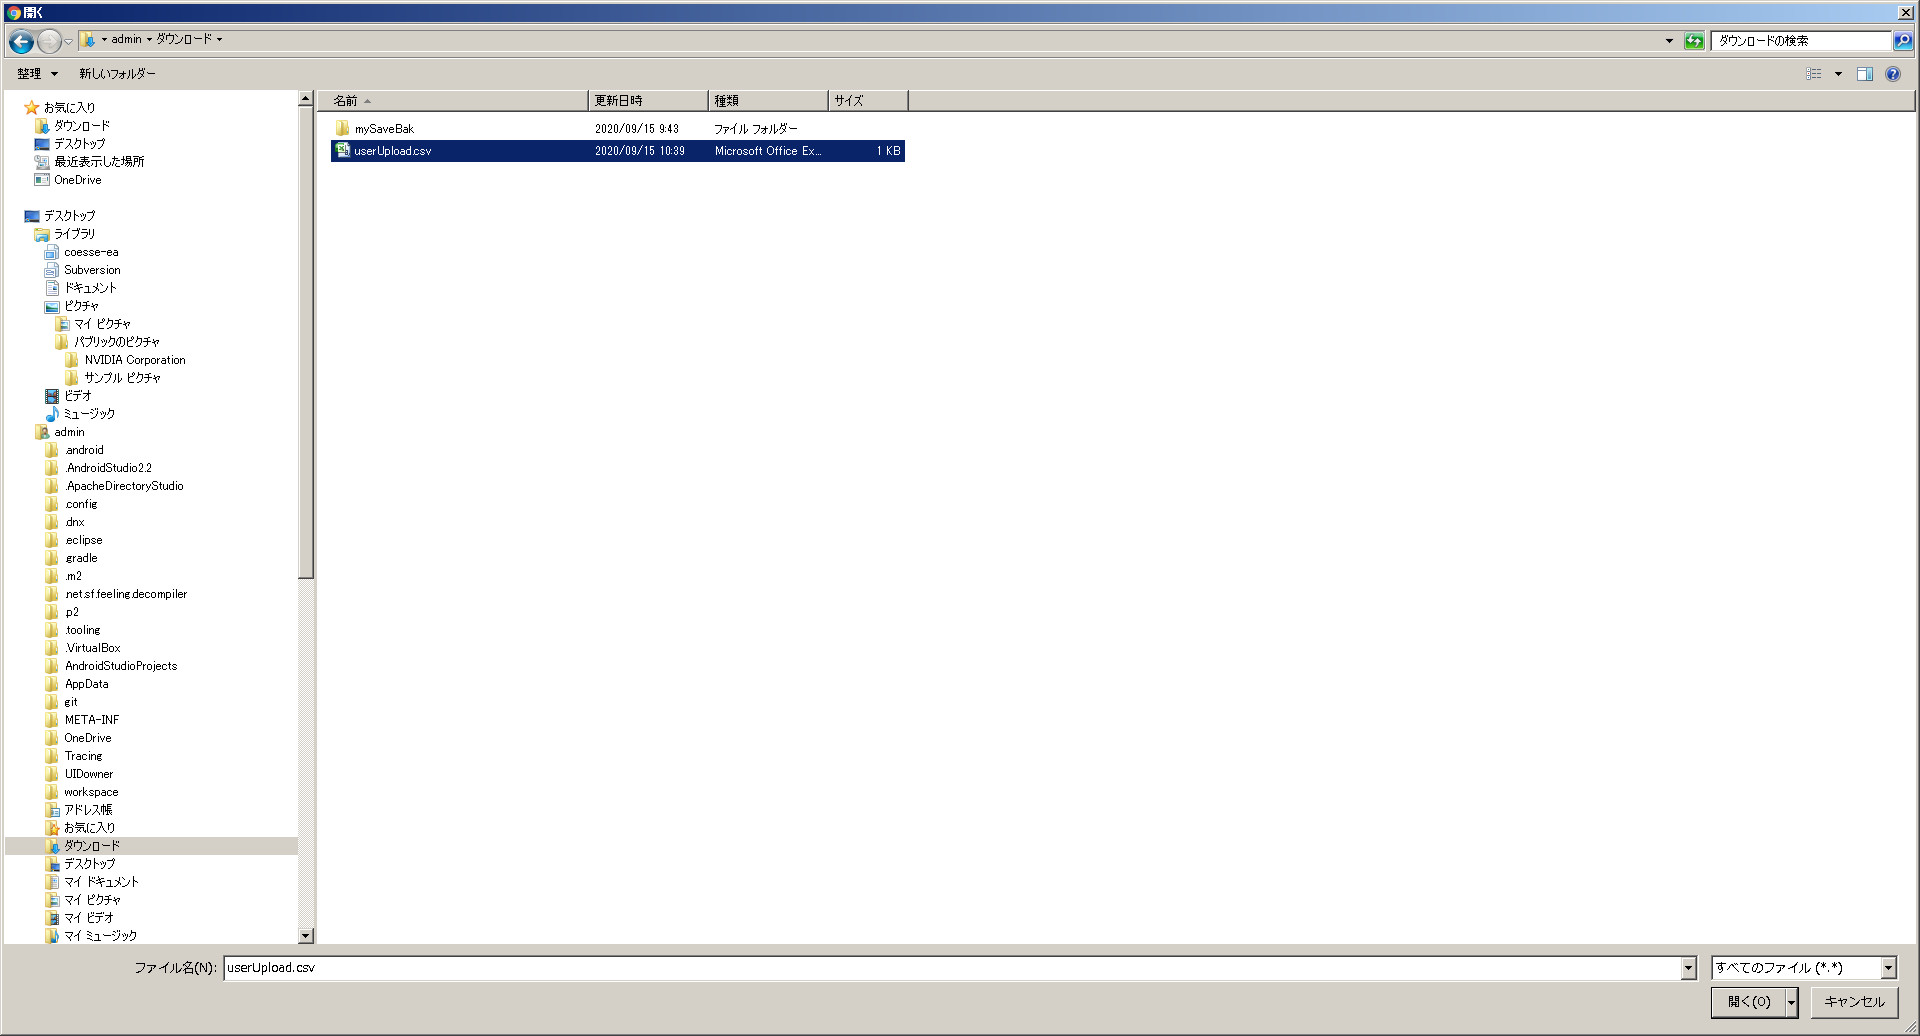 開く
admin ダウンロード
ダウンロードの検索
整理 新しいフォルダー
お気に入り
ダウンロード
デスクトップ
最近表示した場所
OneDrive
デスクトップ
ライブラリ
coesse-ea
Subversion
ドキュメント
ピクチャ
マイ ピクチャ
パブリックのピクチャ
NVIDIA Corporation
サンプル ピクチャ
ビデオ
ミュージック
admin
.android
.AndroidStudio2.2
.ApacheDirectoryStudio
.config
.dnx
.eclipse
.gradle
.m2
.net.sf.feeling.decompiler
.p2
.tooling
.VirtualBox
AndroidStudioProjects
AppData
git
META-INF
OneDrive
Tracing
UIDowner
workspace
アドレス帳
お気に入り
ダウンロード
デスクトップ
マイ ドキュメント
マイ ピクチャ
マイ ビデオ
マイ ミュージック
名前 更新日時 種類 サイズ
mySaveBak 2020/09/15 9:43 ファイル フォルダー
userUpload.csv 2020/09/15 10:39 Microsoft Office Ex... 1 KB
ファイル名(N): userUpload.csv すべてのファイル (*.*)
開く(O) キャンセル